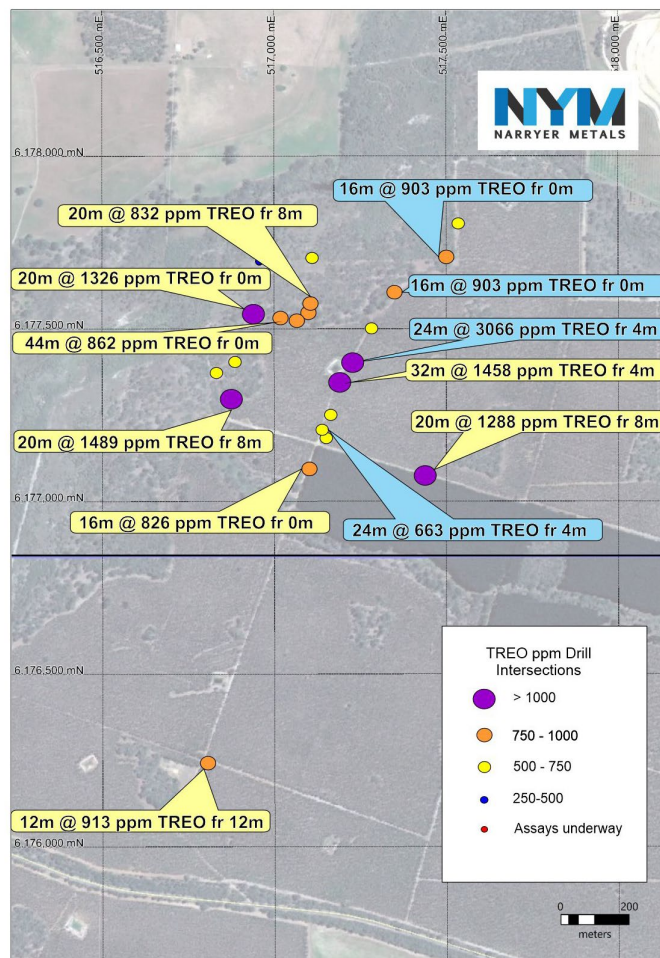 516,500 mE
517,000 mE
517,500 mE
518,000 mE
NYM
NARRYER METALS
6,178,000 mN
16m @ 903 ppm TREO fr 0m
20m @ 832 ppm TREO fr 8m
20m @ 1326 ppm TREO fr 0m
16m @ 903 ppm TREO fr 0m
6,177,500 mN
24m @ 3066 ppm TREO fr 4m
44m @ 862 ppm TREO fr 0m
32m @ 1458 ppm TREO fr 4m
20m @ 1288 ppm TREO fr 8m
20m @ 1489 ppm TREO fr 8m
6,177,000 mN
16m @ 826 ppm TREO fr 0m
24m @ 663 ppm TREO fr 4m
6,176,500 mN
TREO ppm Drill
Intersections
> 1000
750 - 1000
500 - 750
250-500
Assays underway
12m @ 913 ppm TREO fr 12m
6,176,000 mN
0 200
meters